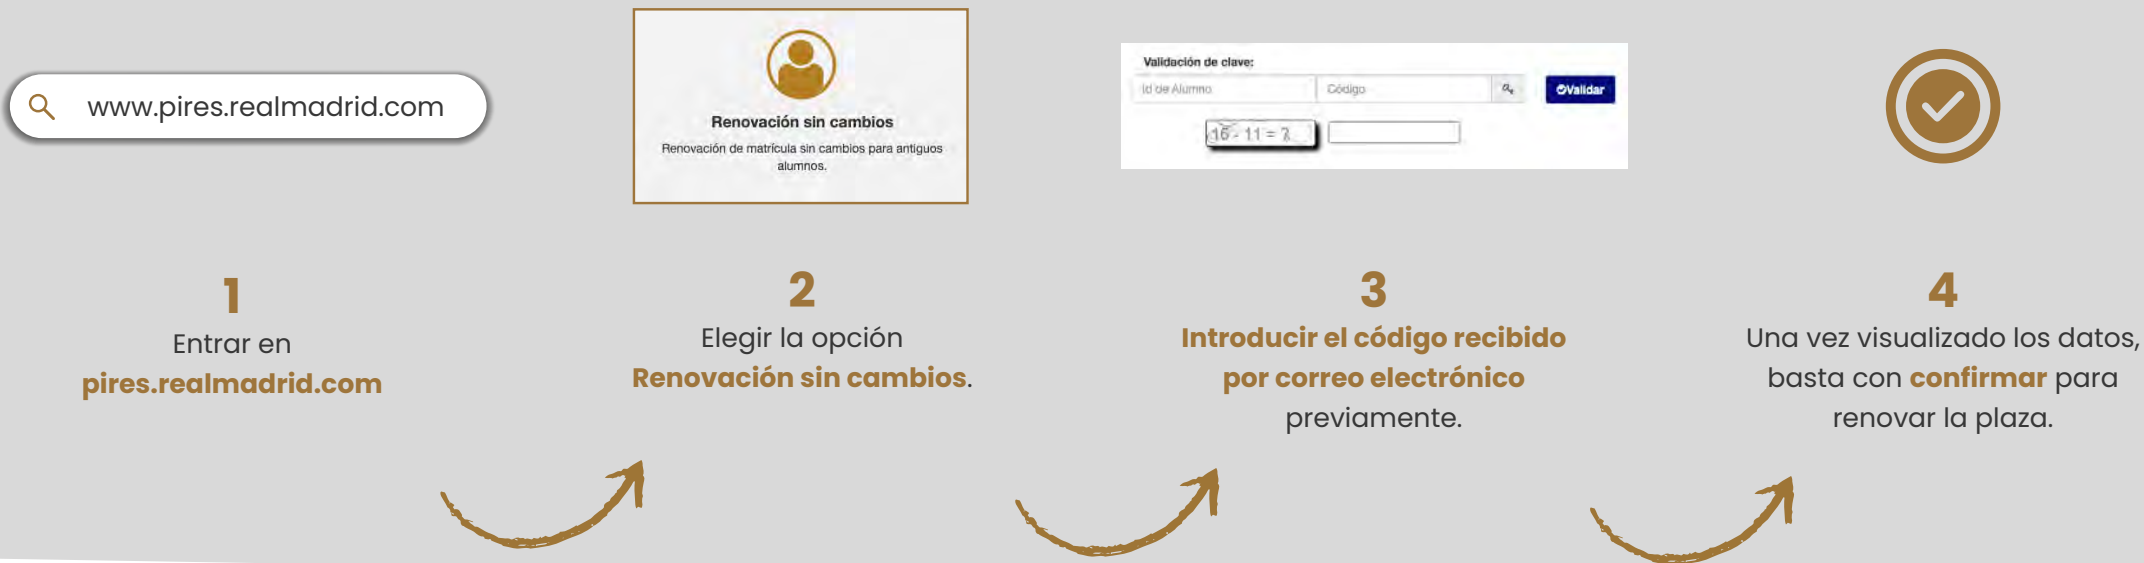 www.pires.realmadrid.com
1
Entrar en
pires.realmadrid.com
Renovación sin cambios
Renovación de matrícula sin cambios para antiguos
alumnos.
2
Elegir la opción
Renovación sin cambios.
Validación de clave:
Id de Alumno
Código
Validar
16 - 11 = ?
3
Introducir el código recibido
por correo electrónico
previamente.
4
Una vez visualizado los datos,
basta con confirmar para
renovar la plaza.